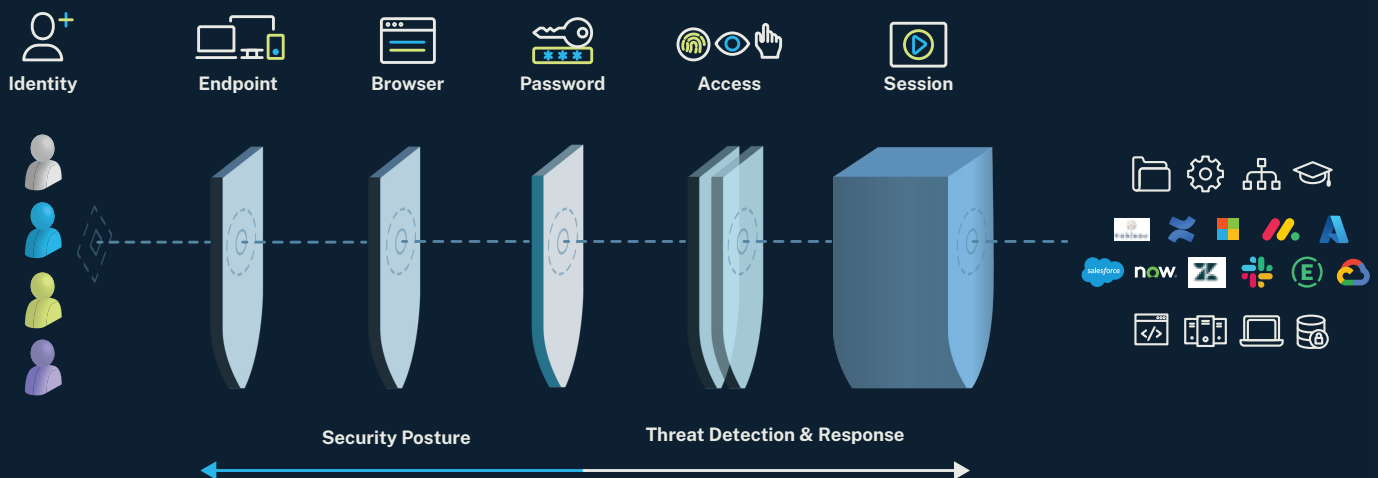 Identity
Endpoint
Browser
Password
Access
Session
***
salesforce
now.
E
</>
Security Posture
Threat Detection & Response